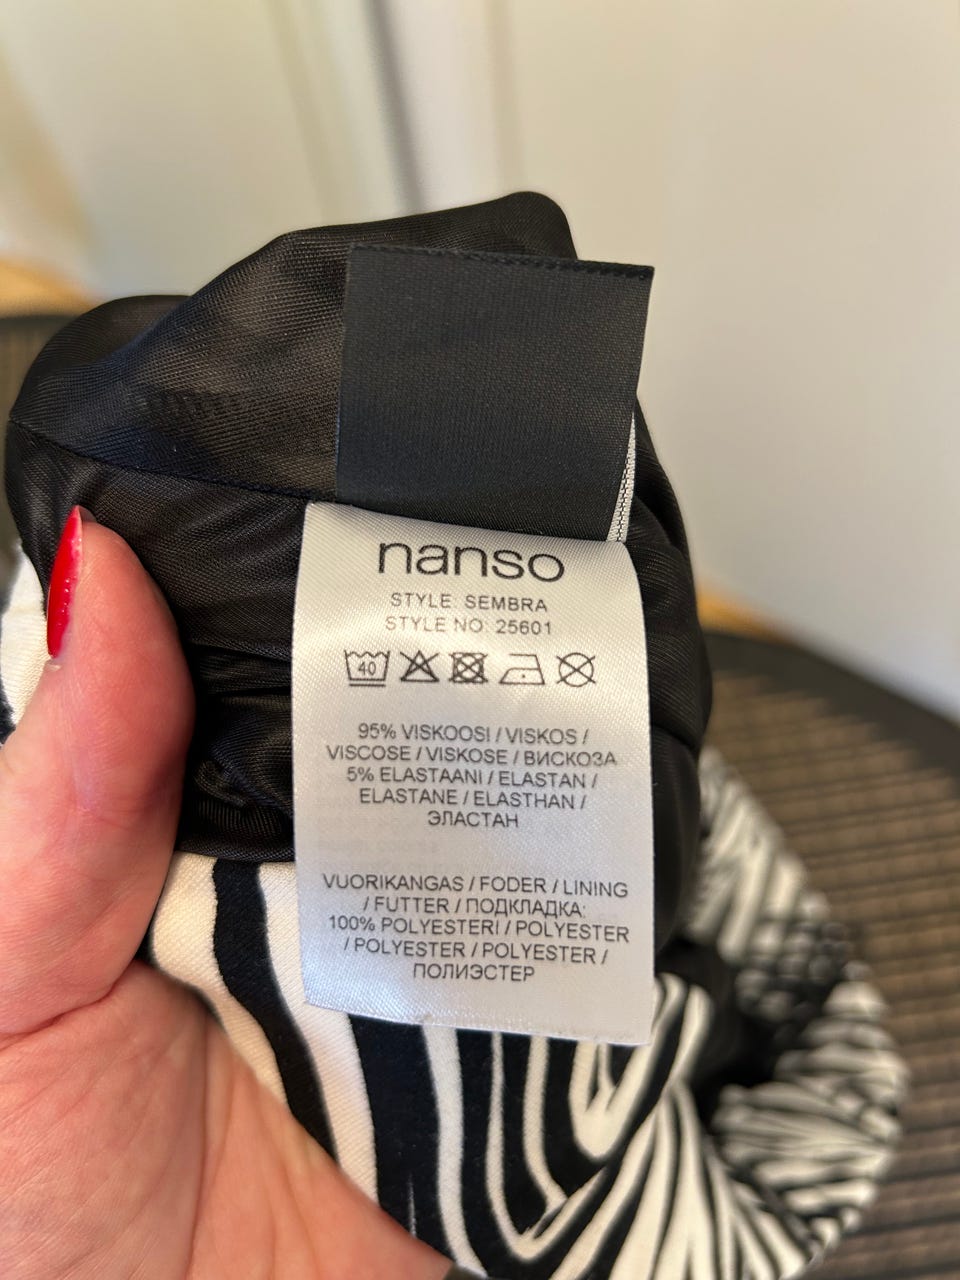 nanso
STYLE: SEMBRA
STYLE NO: 25601
40
95% VISKOOSI / VISKOS /
VISCOSE / VISKOSE / ВИСКОЗА
5% ELASTAANI / ELASTAN /
ELASTANE / ELASTHAN /
ЭЛАСТАН
VUORIKANGAS / FODER / LINING
/ FUTTER / ПОДКЛАДКА:
100% POLYESTERI / POLYESTER
/ POLYESTER / POLYESTER /
ПОЛИЭСТЕР